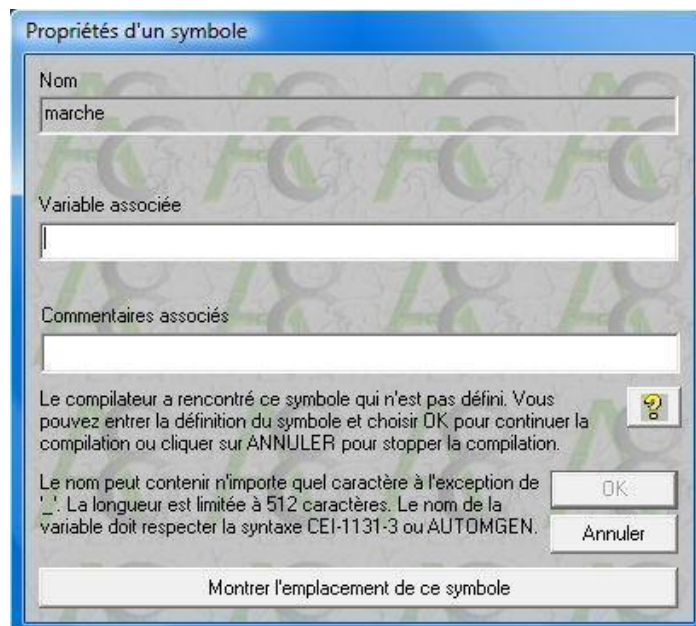 Propriétés d'un symbole
Nom
marche
Variable associée
Commentaires associés
Le compilateur a rencontré ce symbole qui n'est pas défini. Vous
pouvez entrer la définition du symbole et choisir OK pour continuer la
compilation ou cliquer sur ANNULER pour stopper la compilation.
Le nom peut contenir n'importe quel caractère à l'exception de
'_'. La longueur est limitée à 512 caractères. Le nom de la
variable doit respecter la syntaxe CEI-1131-3 ou AUTOMGEN.
OK
Annuler
Montrer l'emplacement de ce symbole